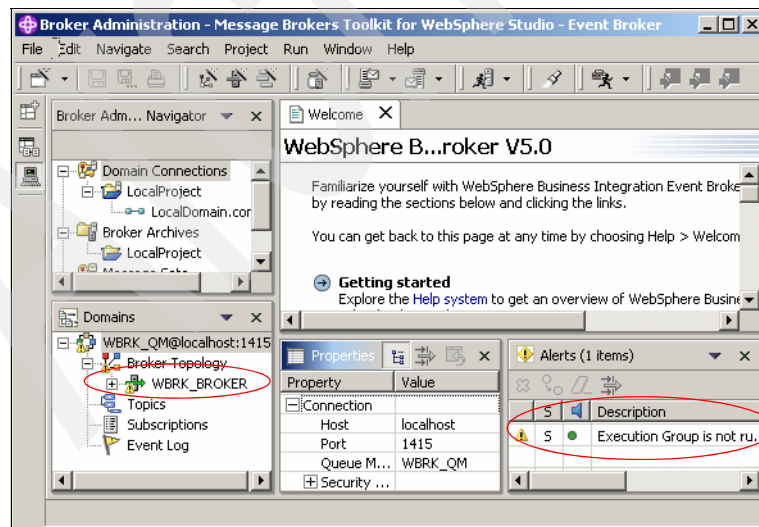 Broker Administration - Message Brokers Toolkit for WebSphere Studio - Event Broker
File Edit Navigate Search Project Run Window Help
Broker Adm... Navigator
Domain Connections
LocalProject
LocalDomain.con
Broker Archives
LocalProject
Message Sets
Domains
WBRK_QM@localhost:1415
Broker Topology
WBRK_BROKER
Topics
Subscriptions
Event Log
Welcome
WebSphere B...roker V5.0
Familiarize yourself with WebSphere Business Integration Event Broke
by reading the sections below and clicking the links.
You can get back to this page at any time by choosing Help > Welcom
Getting started
Explore the Help system to get an overview of WebSphere Busine
Properties
Property Value
Connection
Host localhost
Port 1415
Queue M... WBRK_QM
Security ...
Alerts (1 items)
S Description
S Execution Group is not ru.